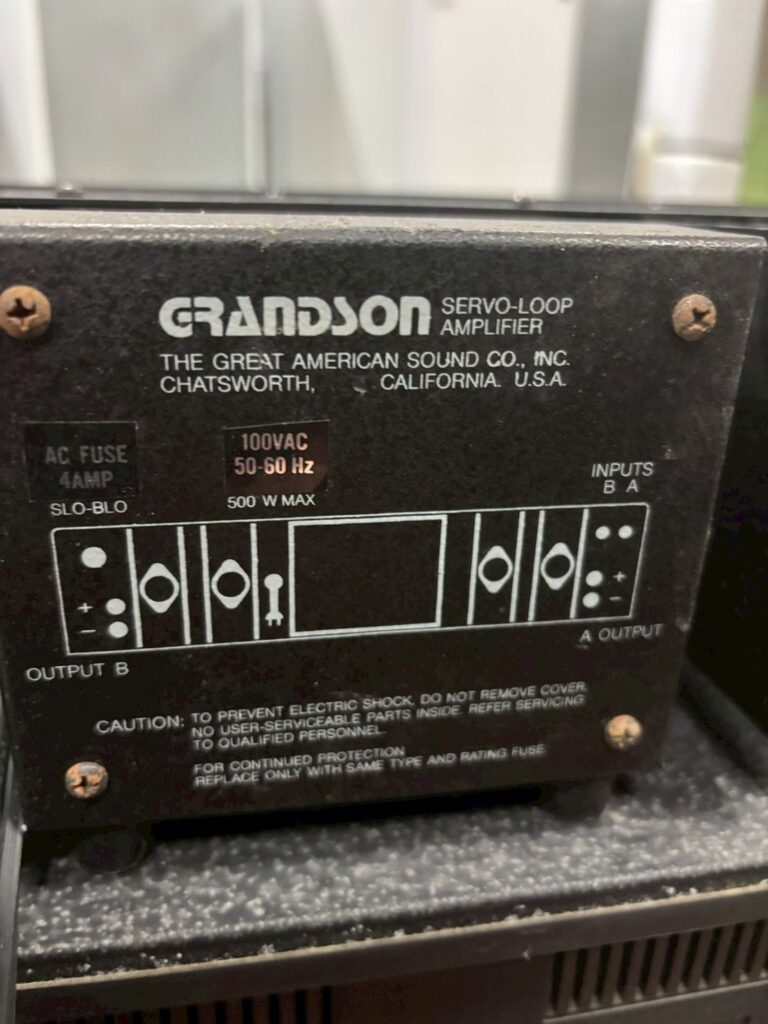 GRANDSON SERVO-LOOP
AMPLIFIER
THE GREAT AMERICAN SOUND CO., INC.
CHATSWORTH, CALIFORNIA. U.S.A.
AC FUSE
4AMP
SLO-BLO
100VAC
50-60 Hz
500 W MAX
INPUTS
B A
+
−
+
−
OUTPUT B
A OUTPUT
CAUTION: TO PREVENT ELECTRIC SHOCK, DO NOT REMOVE COVER.
NO USER-SERVICEABLE PARTS INSIDE. REFER SERVICING
TO QUALIFIED PERSONNEL.
FOR CONTINUED PROTECTION
REPLACE ONLY WITH SAME TYPE AND RATING FUSE.